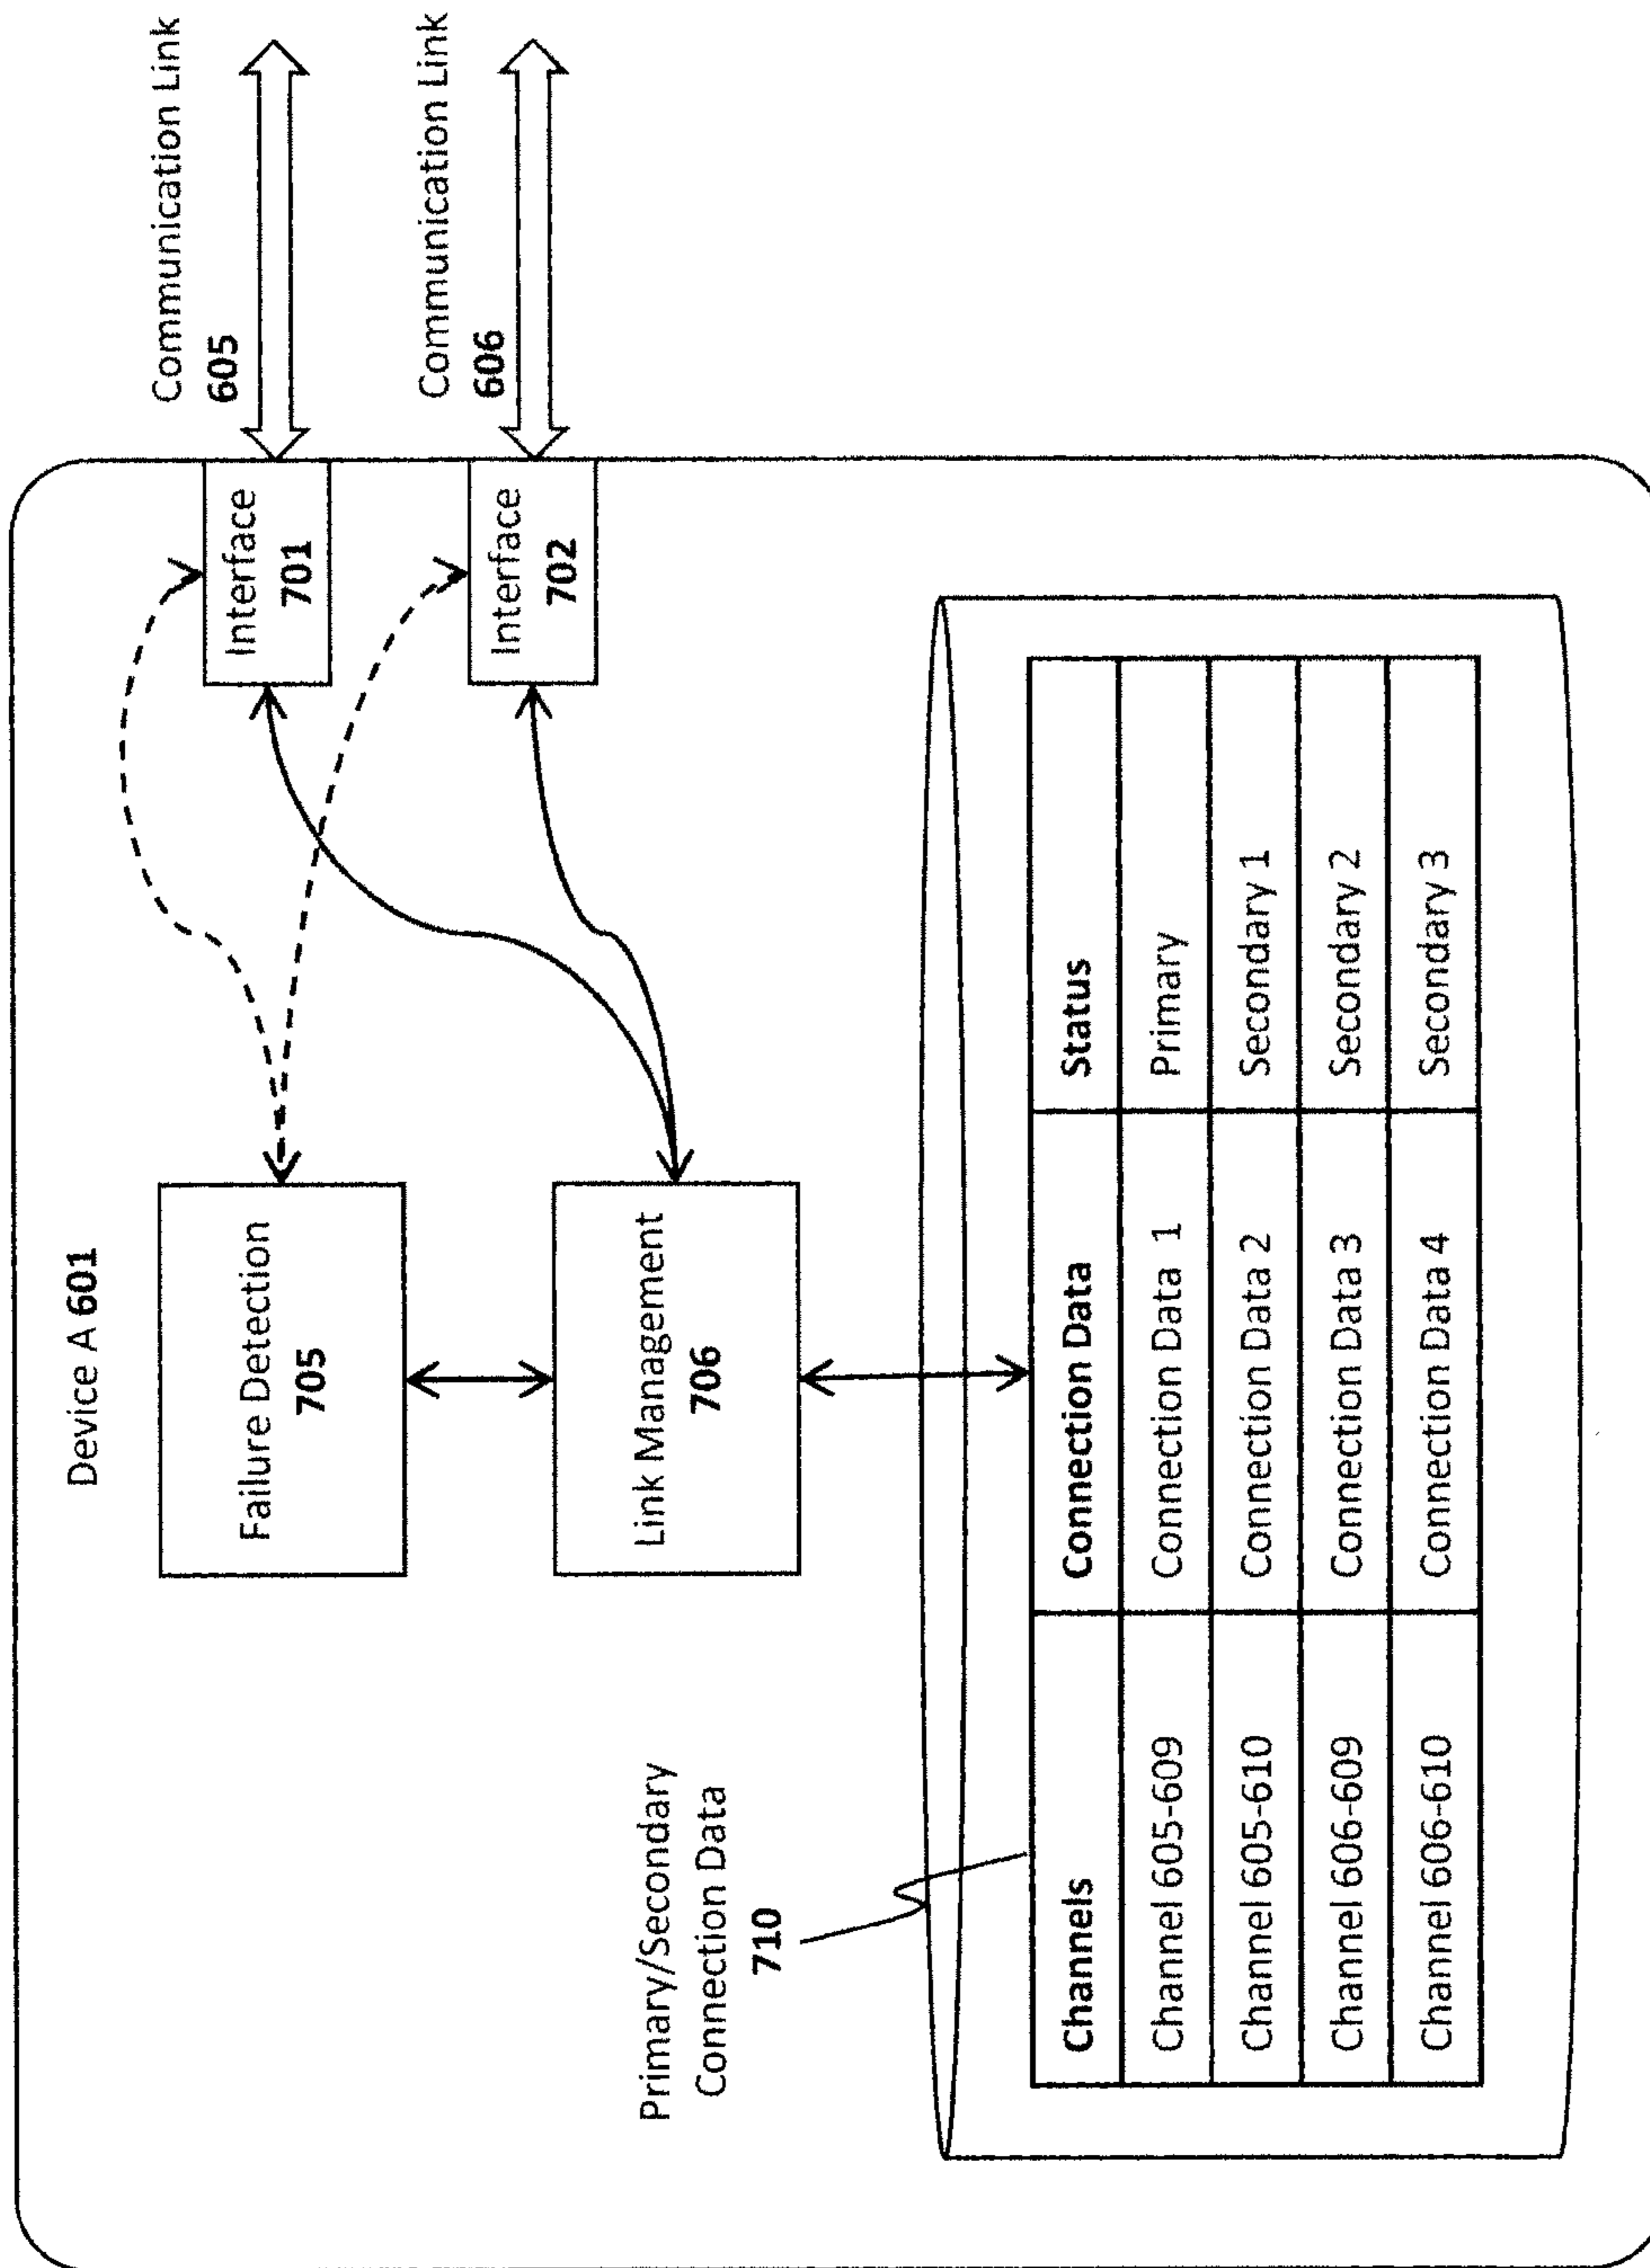 Device A 601
Communication Link
605
Interface
701
Communication Link
606
Interface
702
Failure Detection
705
Link Management
706
Primary/Secondary
Connection Data
710
Channels Connection Data Status
Channel 605-609 Connection Data 1 Primary
Channel 605-610 Connection Data 2 Secondary 1
Channel 606-609 Connection Data 3 Secondary 2
Channel 606-610 Connection Data 4 Secondary 3